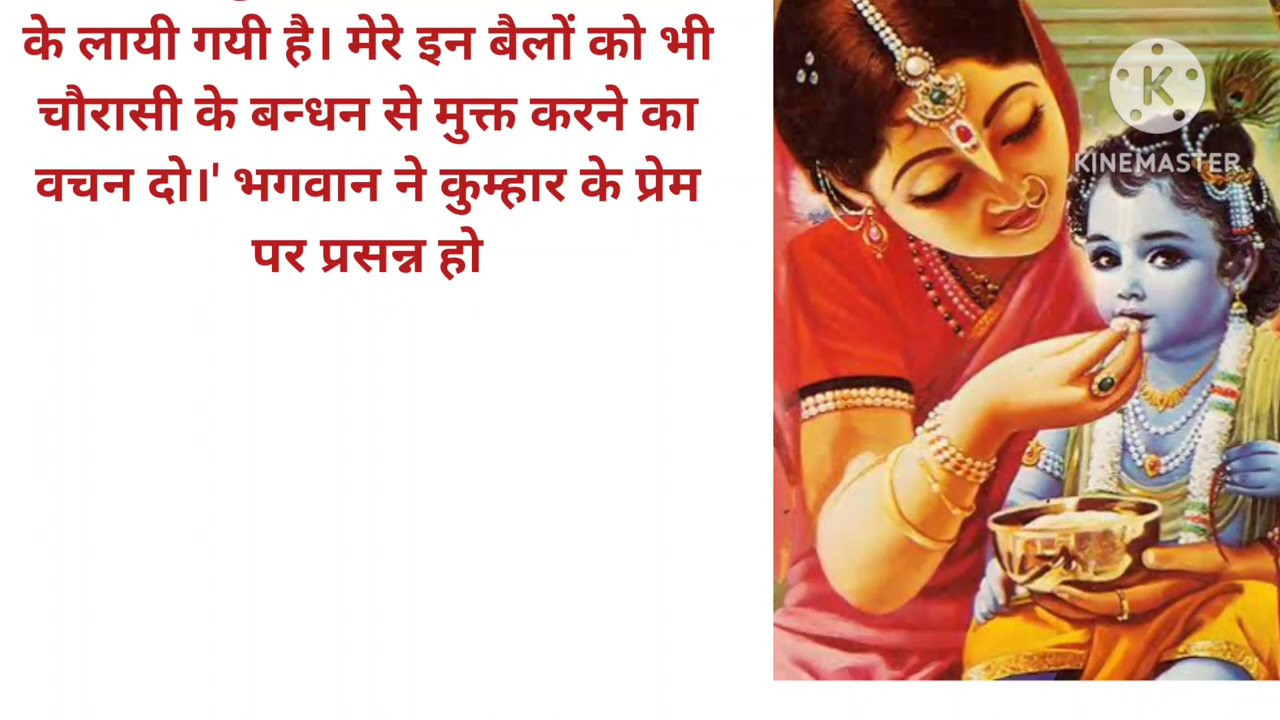 के लायी गयी है। मेरे इन बैलों को भी
चौरासी के बन्धन से मुक्त करने का
वचन दो।' भगवान ने कुम्हार के प्रेम
पर प्रसन्न हो
K
KINEMASTER